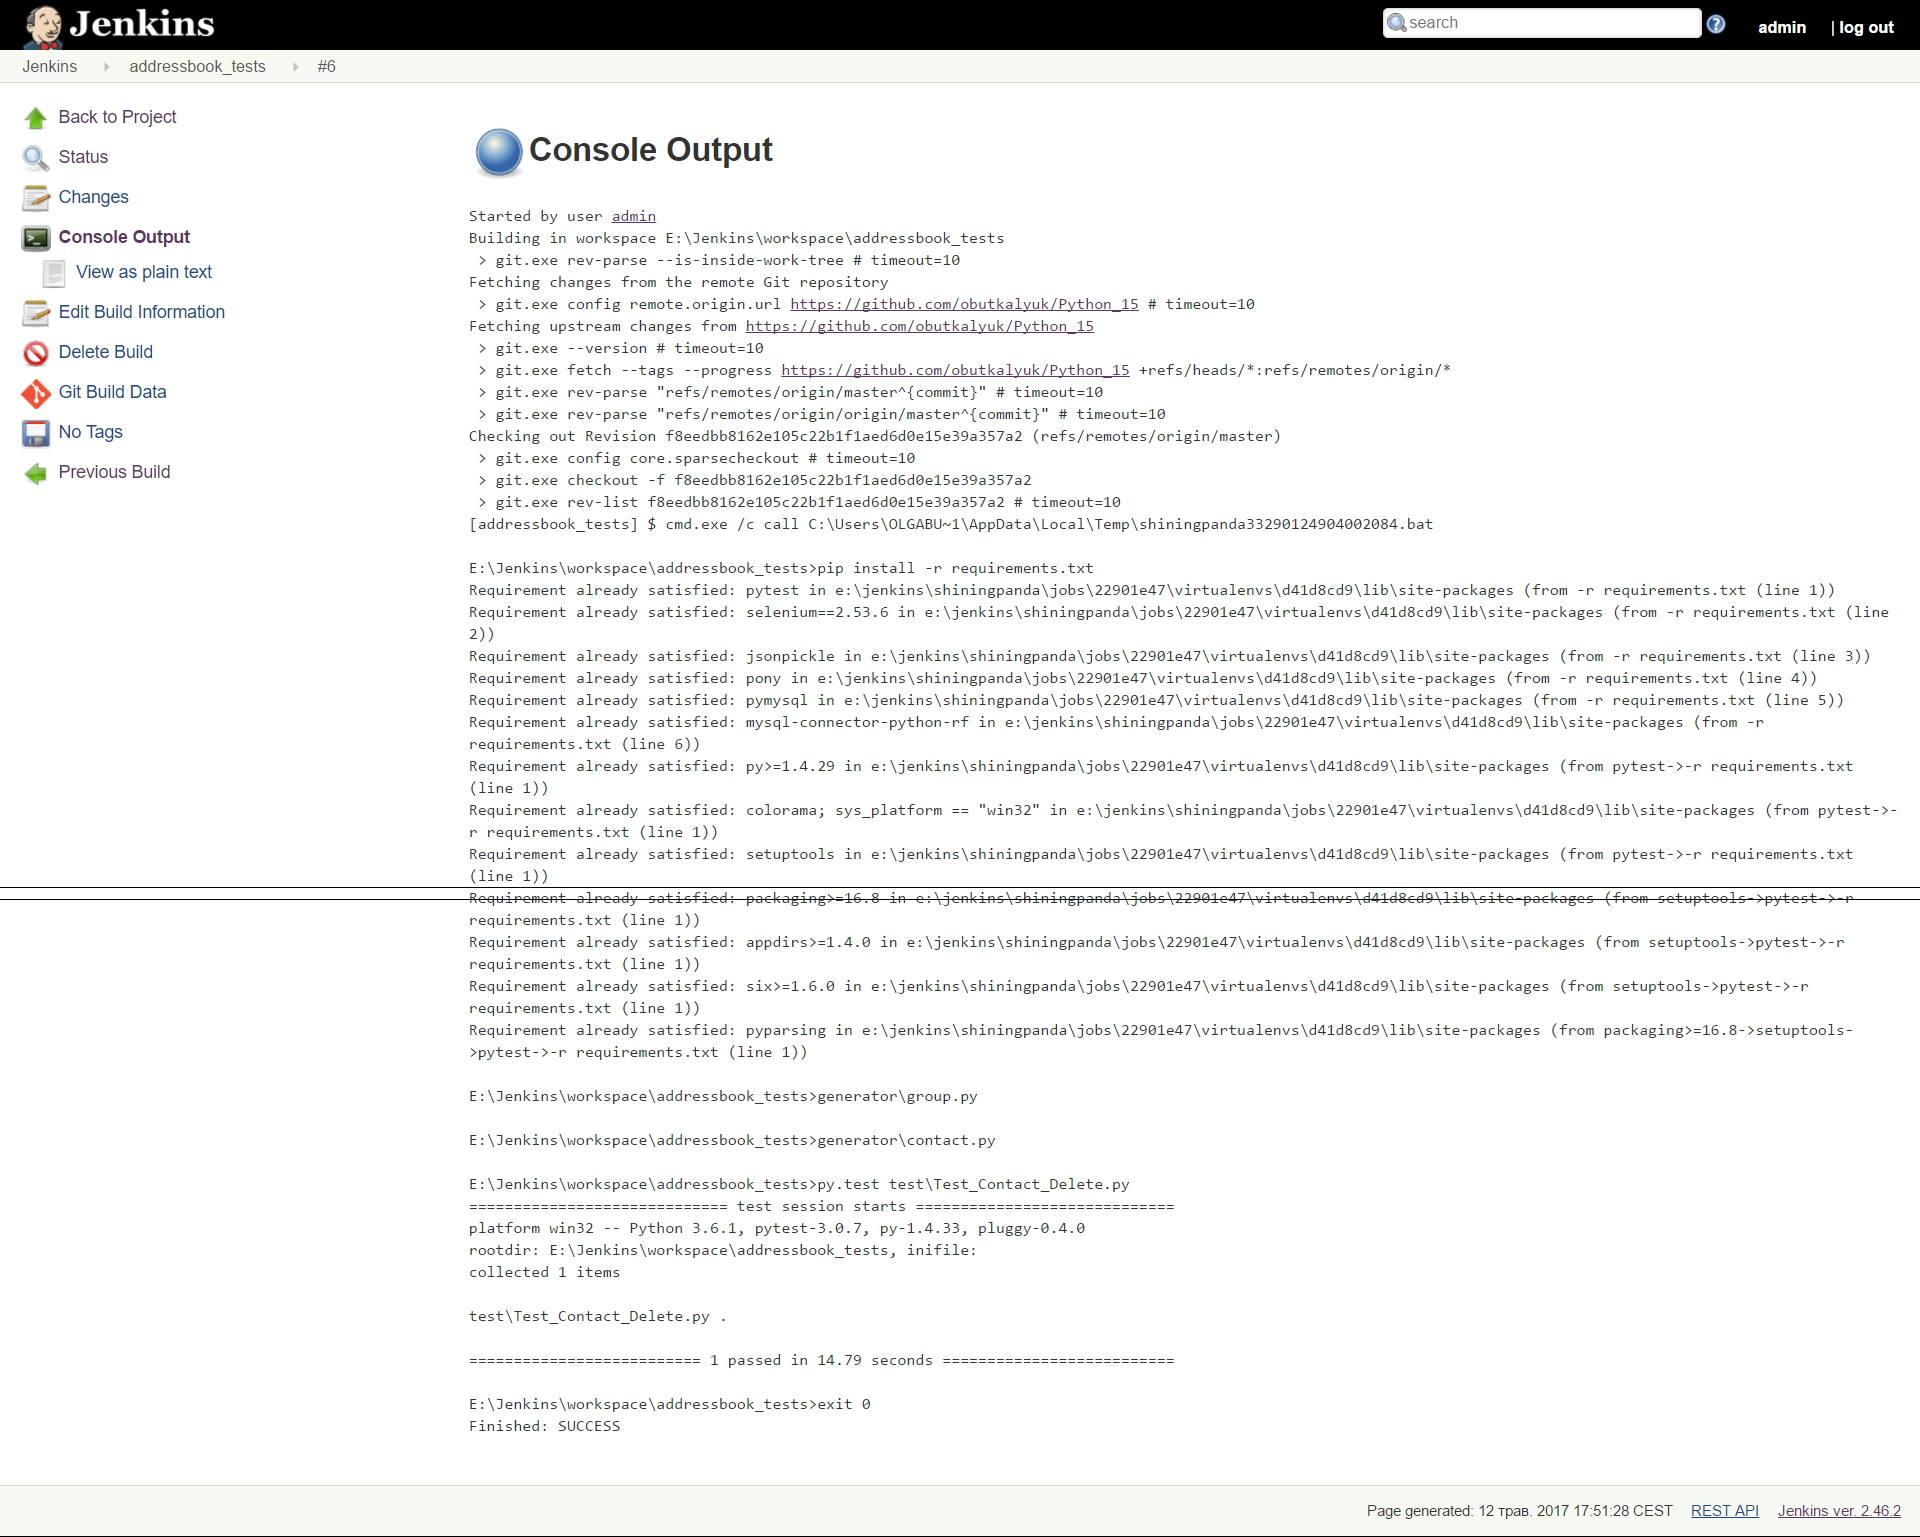 Jenkins
search
admin
| log out
Jenkins
addressbook_tests
#6
Back to Project
Status
Changes
Console Output
View as plain text
Edit Build Information
Delete Build
Git Build Data
No Tags
Previous Build
Console Output
Started by user admin
Building in workspace E:\Jenkins\workspace\addressbook_tests
> git.exe rev-parse --is-inside-work-tree # timeout=10
Fetching changes from the remote Git repository
> git.exe config remote.origin.url https://github.com/obutkalyuk/Python_15 # timeout=10
Fetching upstream changes from https://github.com/obutkalyuk/Python_15
> git.exe --version # timeout=10
> git.exe fetch --tags --progress https://github.com/obutkalyuk/Python_15 +refs/heads/*:refs/remotes/origin/*
> git.exe rev-parse "refs/remotes/origin/master^{commit}" # timeout=10
> git.exe rev-parse "refs/remotes/origin/origin/master^{commit}" # timeout=10
Checking out Revision f8eedbb8162e105c22b1f1aed6d0e15e39a357a2 (refs/remotes/origin/master)
> git.exe config core.sparsecheckout # timeout=10
> git.exe checkout -f f8eedbb8162e105c22b1f1aed6d0e15e39a357a2
> git.exe rev-list f8eedbb8162e105c22b1f1aed6d0e15e39a357a2 # timeout=10
[addressbook_tests] $ cmd.exe /c call C:\Users\OLGABU~1\AppData\Local\Temp\shiningpanda33290124904002084.bat
E:\Jenkins\workspace\addressbook_tests>pip install -r requirements.txt
Requirement already satisfied: pytest in e:\jenkins\shiningpanda\jobs\22901e47\virtualenvs\d41d8cd9\lib\site-packages (from -r requirements.txt (line 1))
Requirement already satisfied: selenium==2.53.6 in e:\jenkins\shiningpanda\jobs\22901e47\virtualenvs\d41d8cd9\lib\site-packages (from -r requirements.txt (line
2))
Requirement already satisfied: jsonpickle in e:\jenkins\shiningpanda\jobs\22901e47\virtualenvs\d41d8cd9\lib\site-packages (from -r requirements.txt (line 3))
Requirement already satisfied: pony in e:\jenkins\shiningpanda\jobs\22901e47\virtualenvs\d41d8cd9\lib\site-packages (from -r requirements.txt (line 4))
Requirement already satisfied: pymysql in e:\jenkins\shiningpanda\jobs\22901e47\virtualenvs\d41d8cd9\lib\site-packages (from -r requirements.txt (line 5))
Requirement already satisfied: mysql-connector-python-rf in e:\jenkins\shiningpanda\jobs\22901e47\virtualenvs\d41d8cd9\lib\site-packages (from -r
requirements.txt (line 6))
Requirement already satisfied: py>=1.4.29 in e:\jenkins\shiningpanda\jobs\22901e47\virtualenvs\d41d8cd9\lib\site-packages (from pytest->-r requirements.txt
(line 1))
Requirement already satisfied: colorama; sys_platform == "win32" in e:\jenkins\shiningpanda\jobs\22901e47\virtualenvs\d41d8cd9\lib\site-packages (from pytest->-
r requirements.txt (line 1))
Requirement already satisfied: setuptools in e:\jenkins\shiningpanda\jobs\22901e47\virtualenvs\d41d8cd9\lib\site-packages (from pytest->-r requirements.txt
(line 1))
Requirement already satisfied: packaging>=16.8 in e:\jenkins\shiningpanda\jobs\22901e47\virtualenvs\d41d8cd9\lib\site-packages (from setuptools->pytest->-r
requirements.txt (line 1))
Requirement already satisfied: appdirs>=1.4.0 in e:\jenkins\shiningpanda\jobs\22901e47\virtualenvs\d41d8cd9\lib\site-packages (from setuptools->pytest->-r
requirements.txt (line 1))
Requirement already satisfied: six>=1.6.0 in e:\jenkins\shiningpanda\jobs\22901e47\virtualenvs\d41d8cd9\lib\site-packages (from setuptools->pytest->-r
requirements.txt (line 1))
Requirement already satisfied: pyparsing in e:\jenkins\shiningpanda\jobs\22901e47\virtualenvs\d41d8cd9\lib\site-packages (from packaging>=16.8->setuptools-
>pytest->-r requirements.txt (line 1))
E:\Jenkins\workspace\addressbook_tests>generator\group.py
E:\Jenkins\workspace\addressbook_tests>generator\contact.py
E:\Jenkins\workspace\addressbook_tests>py.test test\Test_Contact_Delete.py
============================= test session starts =============================
platform win32 -- Python 3.6.1, pytest-3.0.7, py-1.4.33, pluggy-0.4.0
rootdir: E:\Jenkins\workspace\addressbook_tests, inifile:
collected 1 items
test\Test_Contact_Delete.py .
========================== 1 passed in 14.79 seconds ==========================
E:\Jenkins\workspace\addressbook_tests>exit 0
Finished: SUCCESS
Page generated: 12 трав. 2017 17:51:28 CEST
REST API
Jenkins ver. 2.46.2